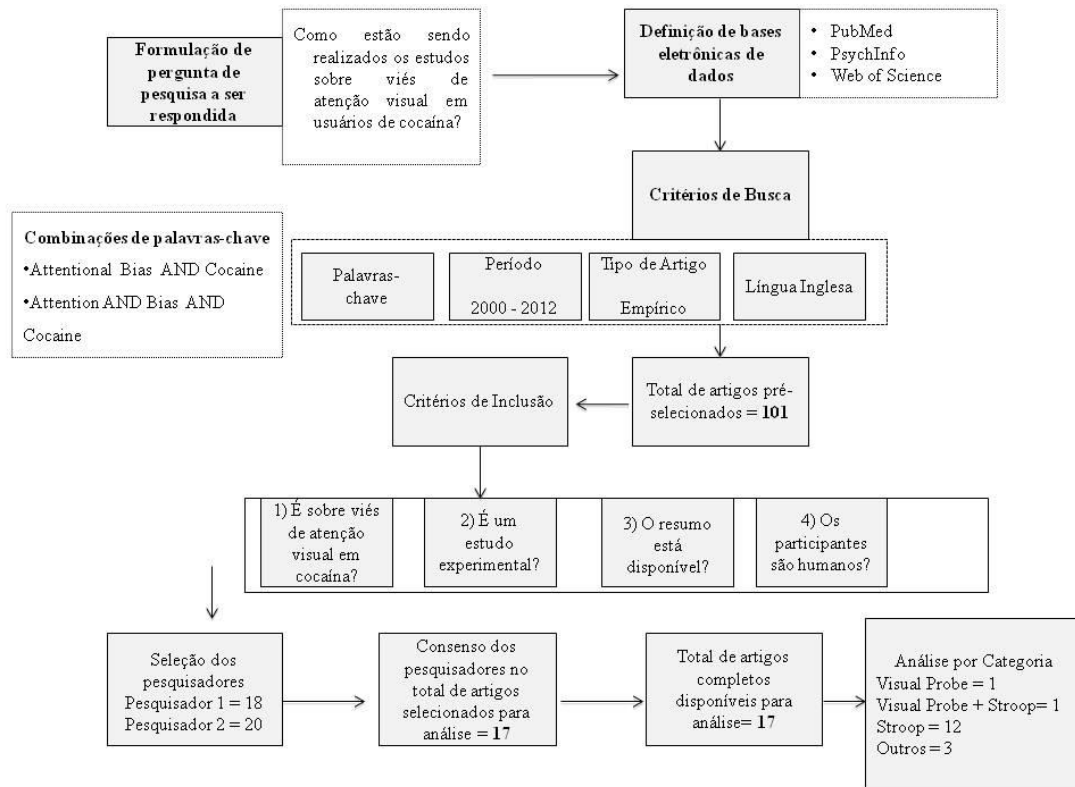 Formulação de
pergunta de
pesquisa a ser
respondida
Como estão sendo
realizados os estudos
sobre viés de
atenção visual em
usuários de cocaína?
Definição de bases
eletrônicas de
dados
• PubMed
• PsychInfo
• Web of Science
Critérios de Busca
Combinações de palavras-chave
•Attentional Bias AND Cocaine
•Attention AND Bias AND
Cocaine
Palavras-
chave
Período
2000 - 2012
Tipo de Artigo
Empírico
Língua Inglesa
Total de artigos pré-
selecionados = 101
Critérios de Inclusão
1) É sobre viés
de atenção
visual em
cocaína?
2) É um
estudo
experimental?
3) O resumo
está
disponível?
4) Os
participantes
são humanos?
Seleção dos
pesquisadores
Pesquisador 1 = 18
Pesquisador 2 = 20
Consenso dos
pesquisadores no
total de artigos
selecionados para
análise = 17
Total de artigos
completos
disponíveis para
análise= 17
Análise por Categoria
Visual Probe = 1
Visual Probe + Stroop= 1
Stroop = 12
Outros = 3